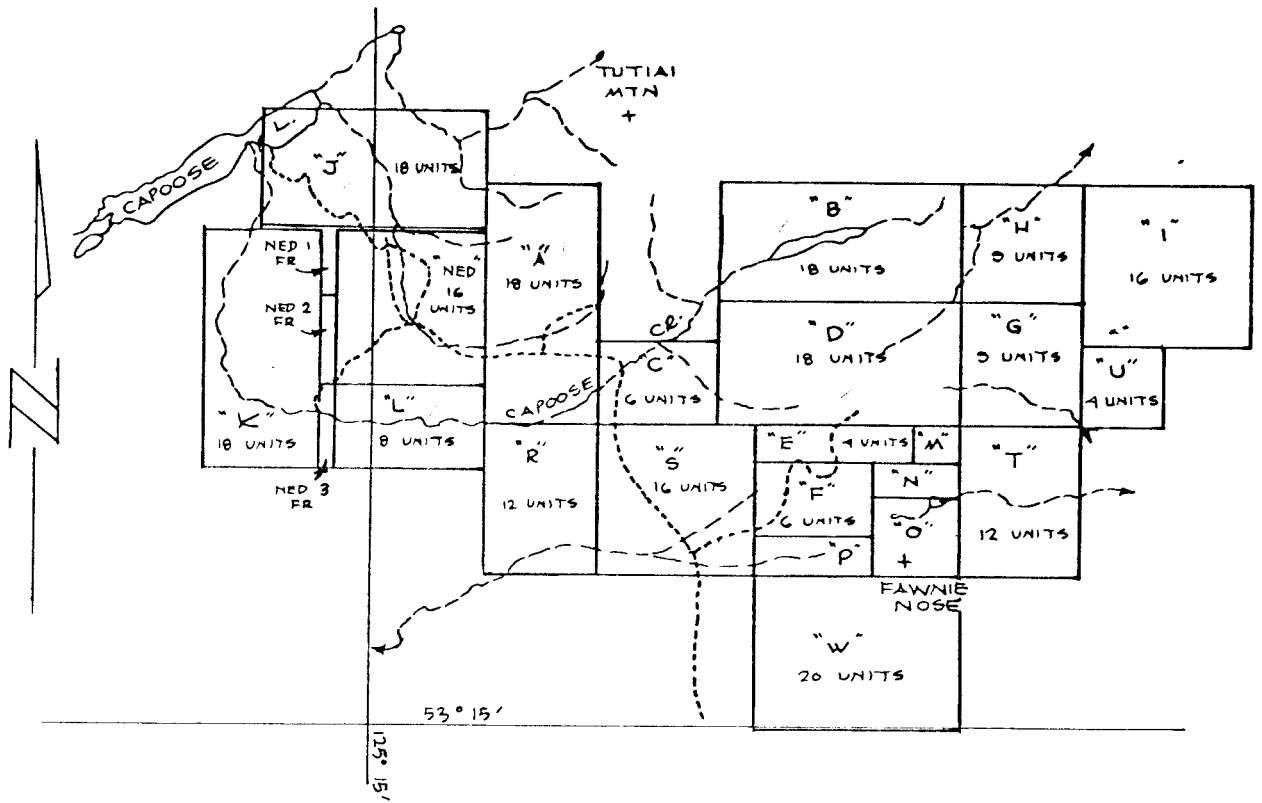 TUTIAI
MTN
+
CAPOOSE L.
"J"
18 UNITS
"B"
18 UNITS
"H"
9 UNITS
"I"
16 UNITS
NED 1
FR
"NED"
16
UNITS
"A"
18 UNITS
NED 2
FR
CAPOOSE CR.
"C"
6 UNITS
"D"
18 UNITS
"G"
9 UNITS
"U"
4 UNITS
"K"
18 UNITS
"L"
8 UNITS
NED 3
FR
"R"
12 UNITS
"S"
16 UNITS
"E"
4 UNITS
"M"
"T"
12 UNITS
"N"
"F"
6 UNITS
"O"
+
"P"
FAWNIE
NOSE
"W"
20 UNITS
53° 15'
125° 15'